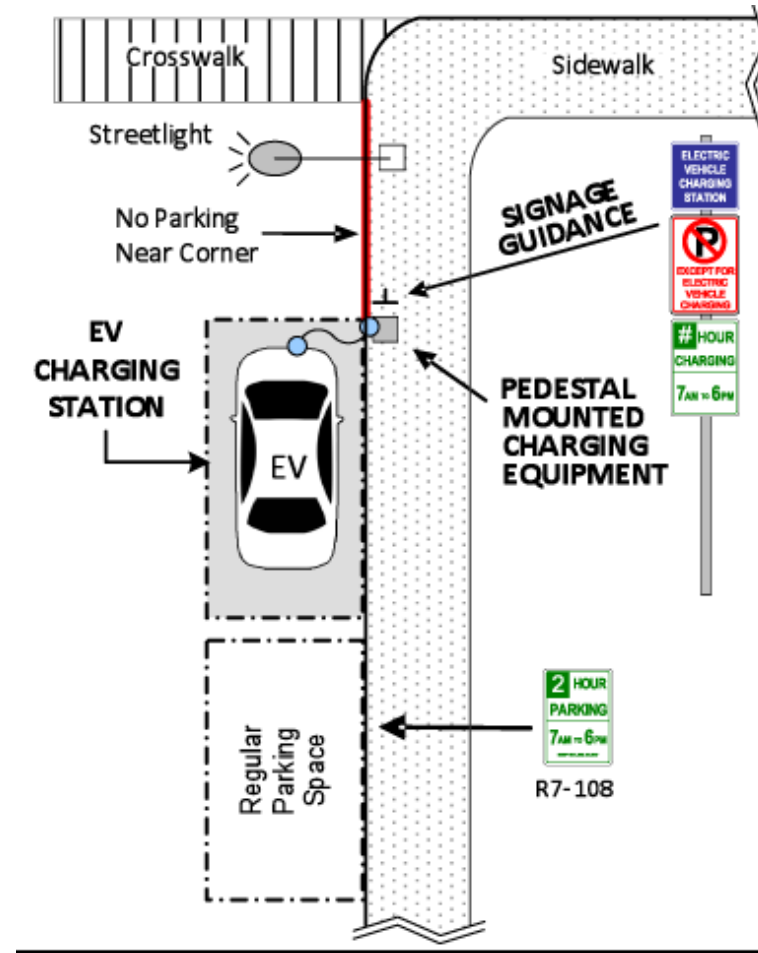 Crosswalk
Sidewalk
Streetlight
No Parking
Near Corner
SIGNAGE
GUIDANCE
ELECTRIC
VEHICLE
CHARGING
STATION
P
EXCEPT FOR
ELECTRIC
VEHICLE
CHARGING
# HOUR
CHARGING
7AM TO 6PM
EV
CHARGING
STATION
EV
PEDESTAL
MOUNTED
CHARGING
EQUIPMENT
Regular
Parking
Space
2 HOUR
PARKING
7AM TO 6PM
R7-108